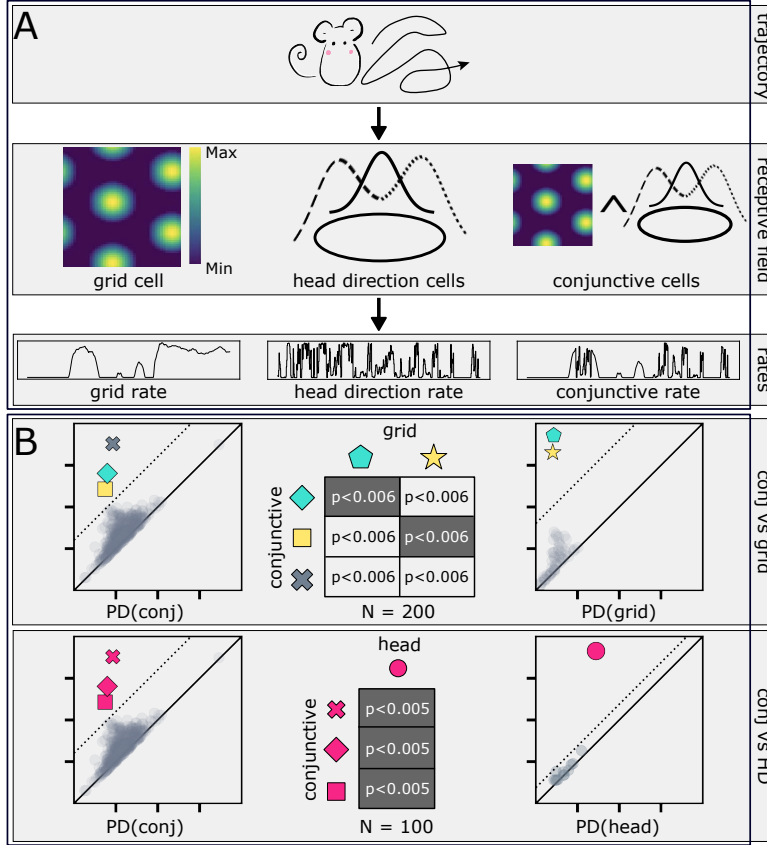 A
trajectory
Max
Min
grid cell
head direction cells
conjunctive cells
receptive field
grid rate
head direction rate
conjunctive rate
rates
B
grid
conjunctive
p<0.006 p<0.006
p<0.006 p<0.006
p<0.006 p<0.006
PD(conj)
N = 200
PD(grid)
conj Vs grid
head
conjunctive
p<0.005
p<0.005
p<0.005
PD(conj)
N = 100
PD(head)
conj Vs HD